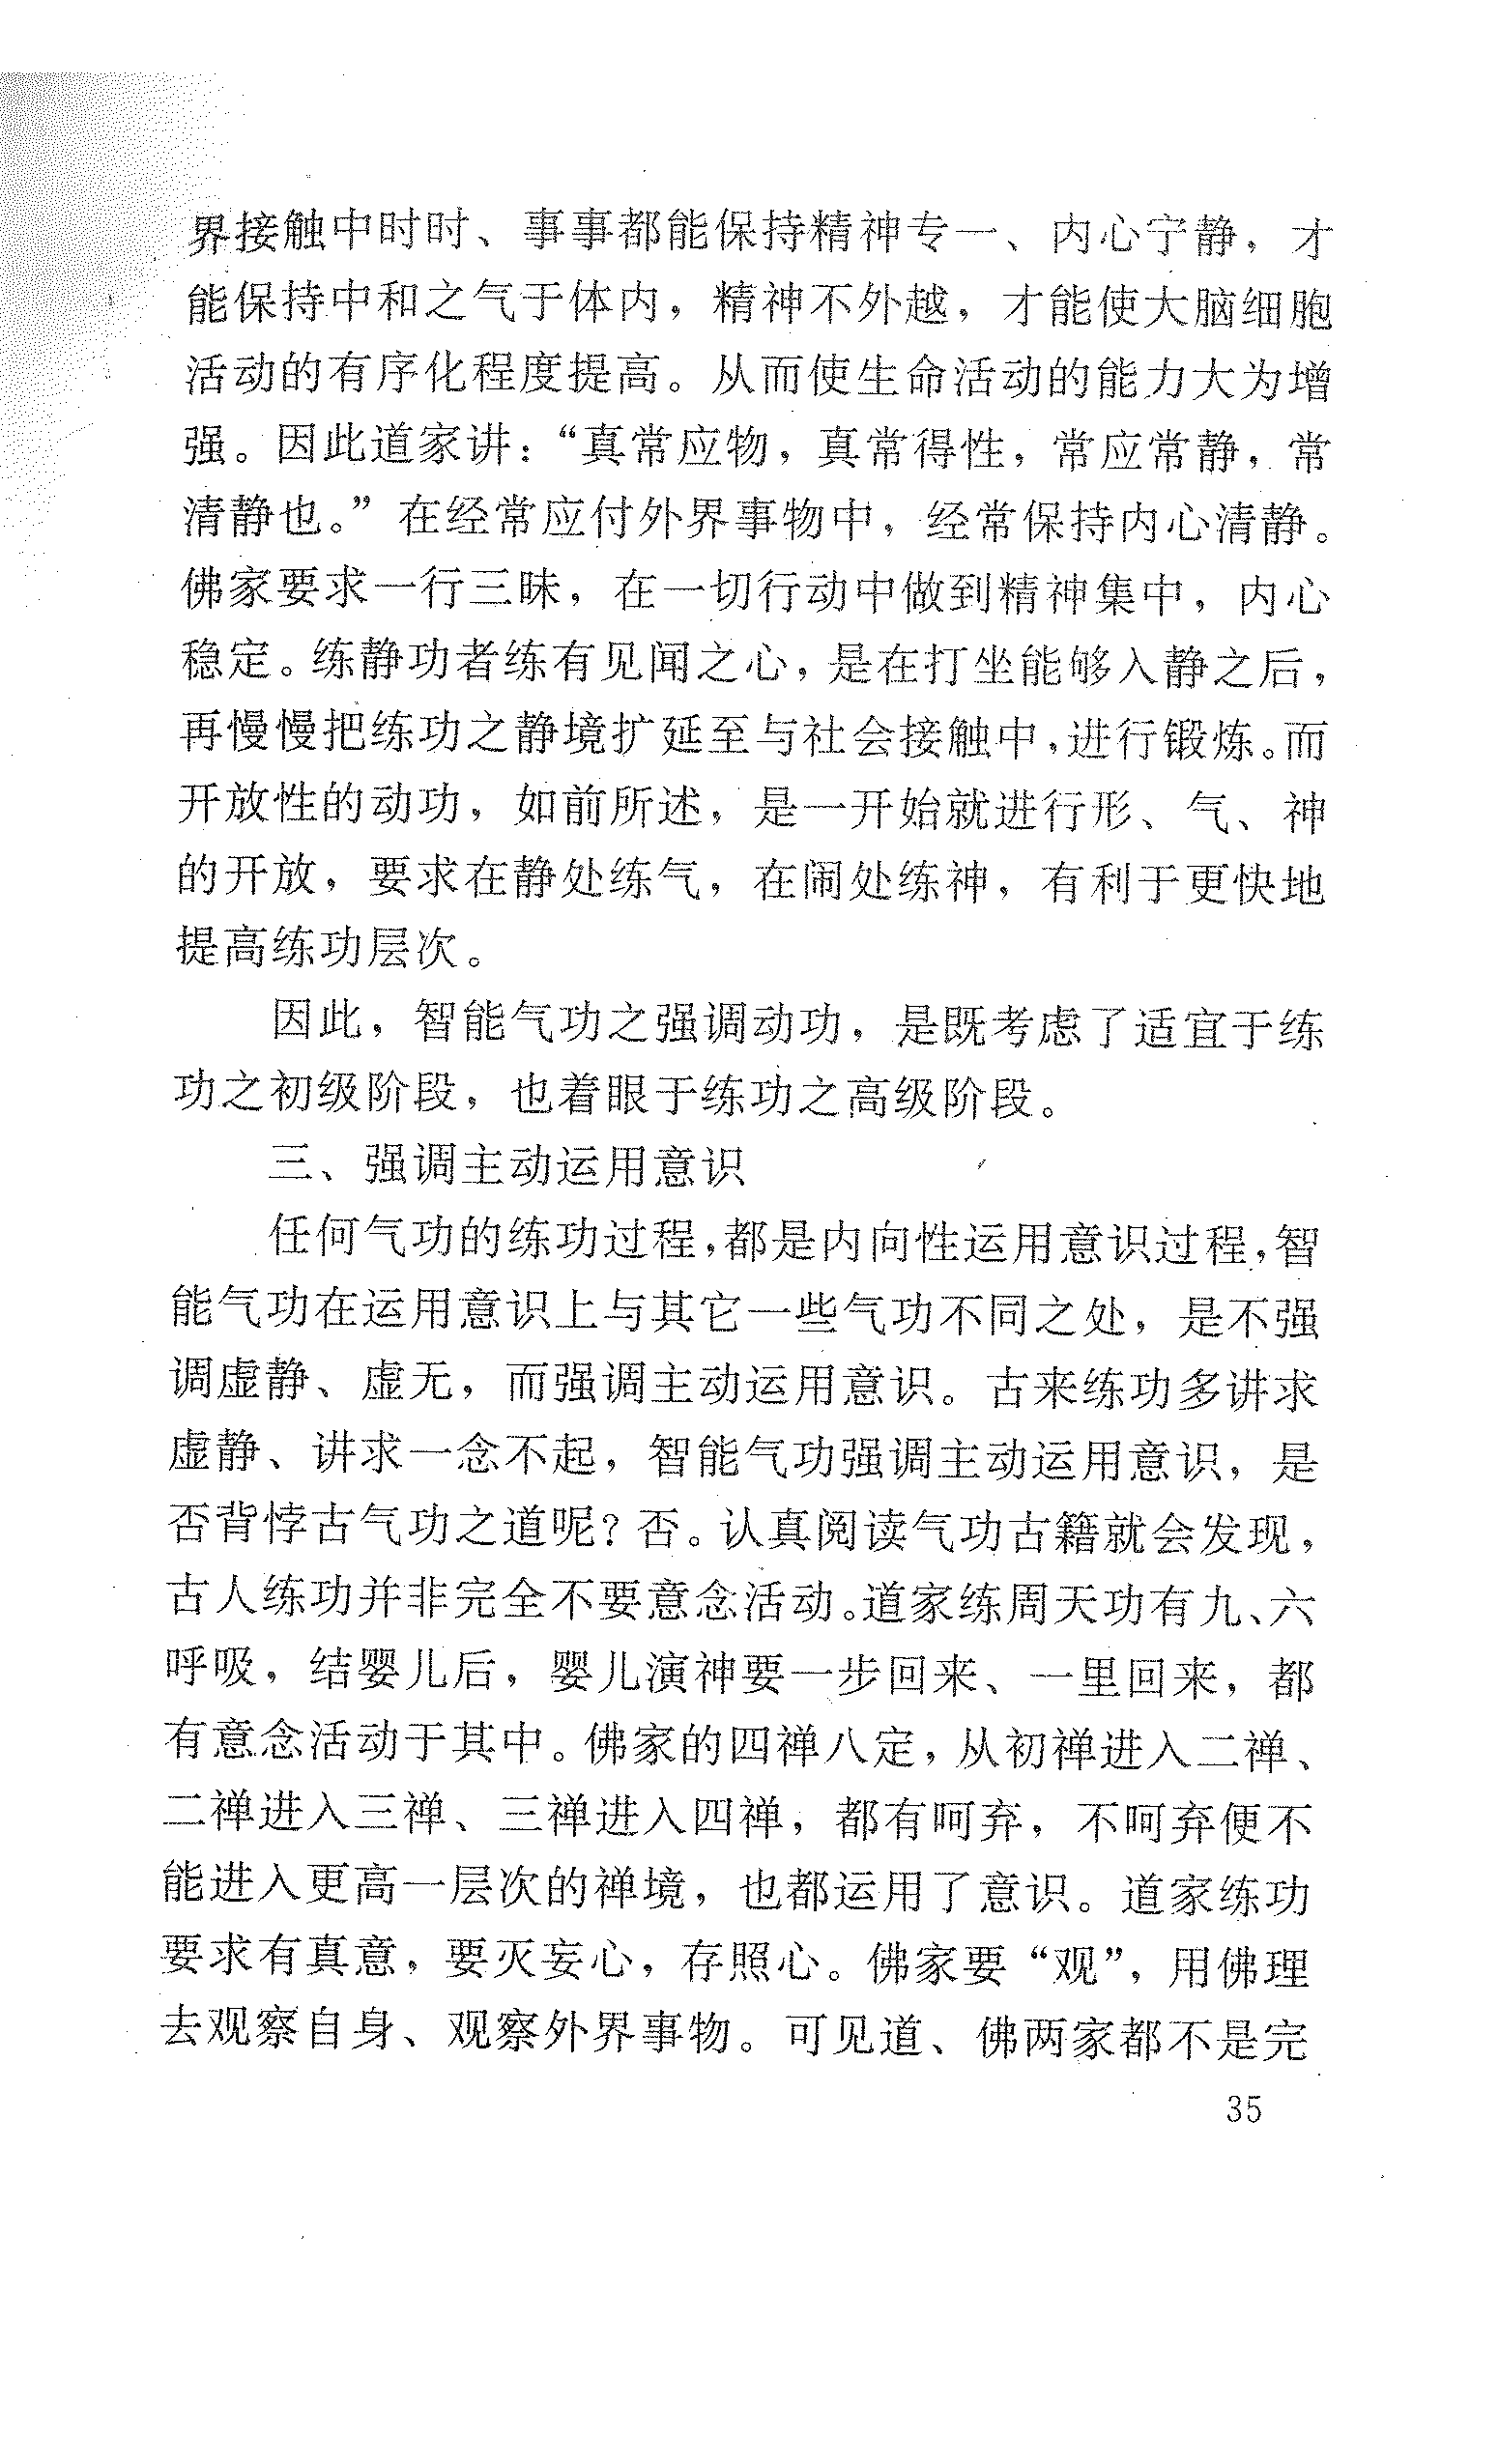 界接触中时时、事事都能保持精神专一、内心宁静，才
能保持中和之气于体内，精神不外越，才能使大脑细胞
活动的有序化程度提高。从而使生命活动的能力大为增
强。因此道家讲：“真常应物，真常得性，常应常静，常
清静也。”在经常应付外界事物中，经常保持内心清静。
佛家要求一行三昧，在一切行动中做到精神集中，内心
稳定。练静功者练有见闻之心，是在打坐能够入静之后，
再慢慢把练功之静境扩延至与社会接触中，进行锻炼。而
开放性的动功，如前所述，是一开始就进行形、气、神
的开放，要求在静处练气，在闹处练神，有利于更快地
提高练功层次。
因此，智能气功之强调动功，是既考虑了适宜于练
功之初级阶段，也着眼于练功之高级阶段。
三、强调主动运用意识
任何气功的练功过程，都是内向性运用意识过程，智
能气功在运用意识上与其它一些气功不同之处，是不强
调虚静、虚无，而强调主动运用意识。古来练功多讲求
虚静、讲求一念不起，智能气功强调主动运用意识，是
否背悖古气功之道呢？否。认真阅读气功古籍就会发现，
古人练功并非完全不要意念活动。道家练周天功有九、六
呼吸，结婴儿后，婴儿演神要一步回来、一里回来，都
有意念活动于其中。佛家的四禅八定，从初禅进入二禅、
二禅进入三禅、三禅进入四禅，都有呵弃，不呵弃便不
能进入更高一层次的禅境，也都运用了意识。道家练功
要求有真意，要灭妄心，存照心。佛家要“观”，用佛理
去观察自身、观察外界事物。可见道、佛两家都不是完
35